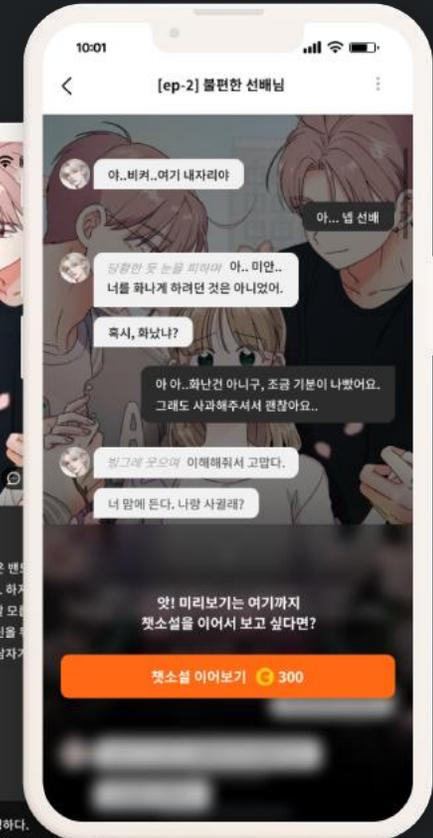 10:01
[ep-2] 불편한 선배님
야..비켜..여기 내자리야
아... 넵 선배
당황한 듯 눈을 피하며 아.. 미안..
너를 화나게 하려던 것은 아니었어.
혹시, 화났냐?
아 아..화난건 아니구, 조금 기분이 나빴어요.
그래도 사과해주셔서 괜찮아요..
빙그레 웃으며 이해해줘서 고맙다.
너 맘에 든다. 나랑 사귈래?
앗! 미리보기는 여기까지
챗소설을 이어서 보고 싶다면?
챗소설 이어보기 C 300
하다.